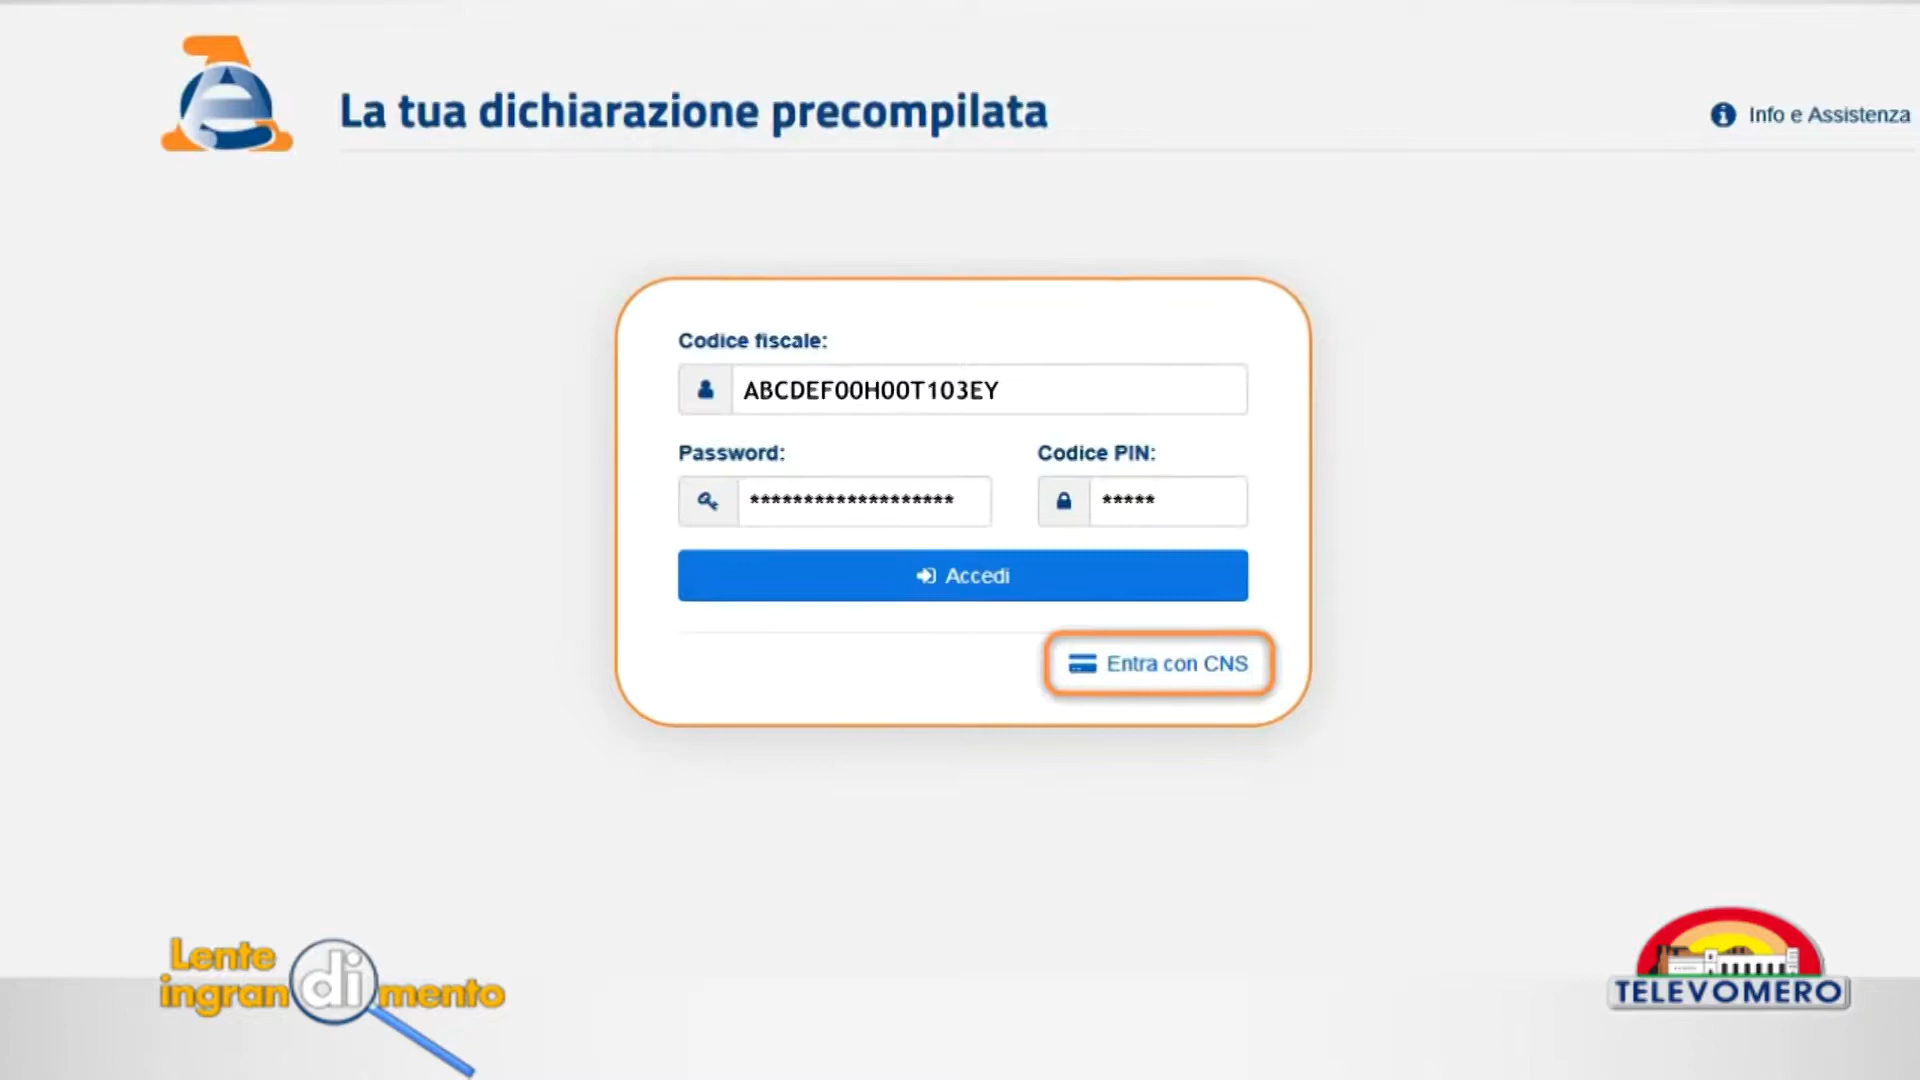 La tua dichiarazione precompilata
Info e Assistenza
Codice fiscale:
ABCDEF00H00T103EY
Password:
Codice PIN:
*******************
*****
Accedi
Entra con CNS
Lente
ingrandimento
TELEVOMERO